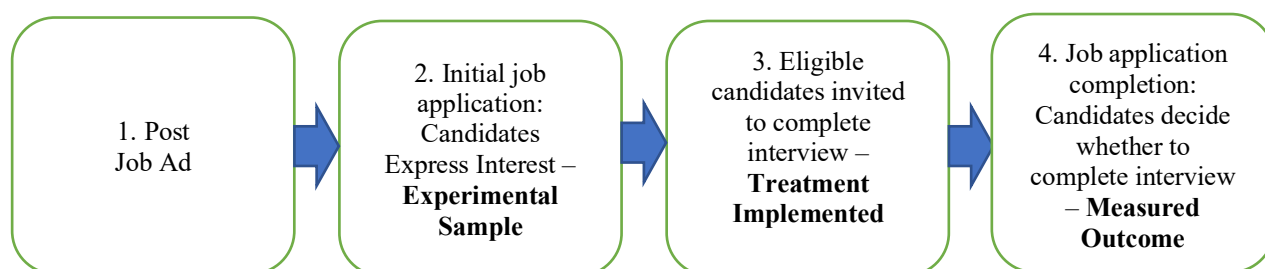 1. Post
Job Ad
2. Initial job
application:
Candidates
Express Interest –
Experimental
Sample
3. Eligible
candidates invited
to complete
interview –
Treatment
Implemented
4. Job application
completion:
Candidates decide
whether to
complete interview
– Measured
Outcome